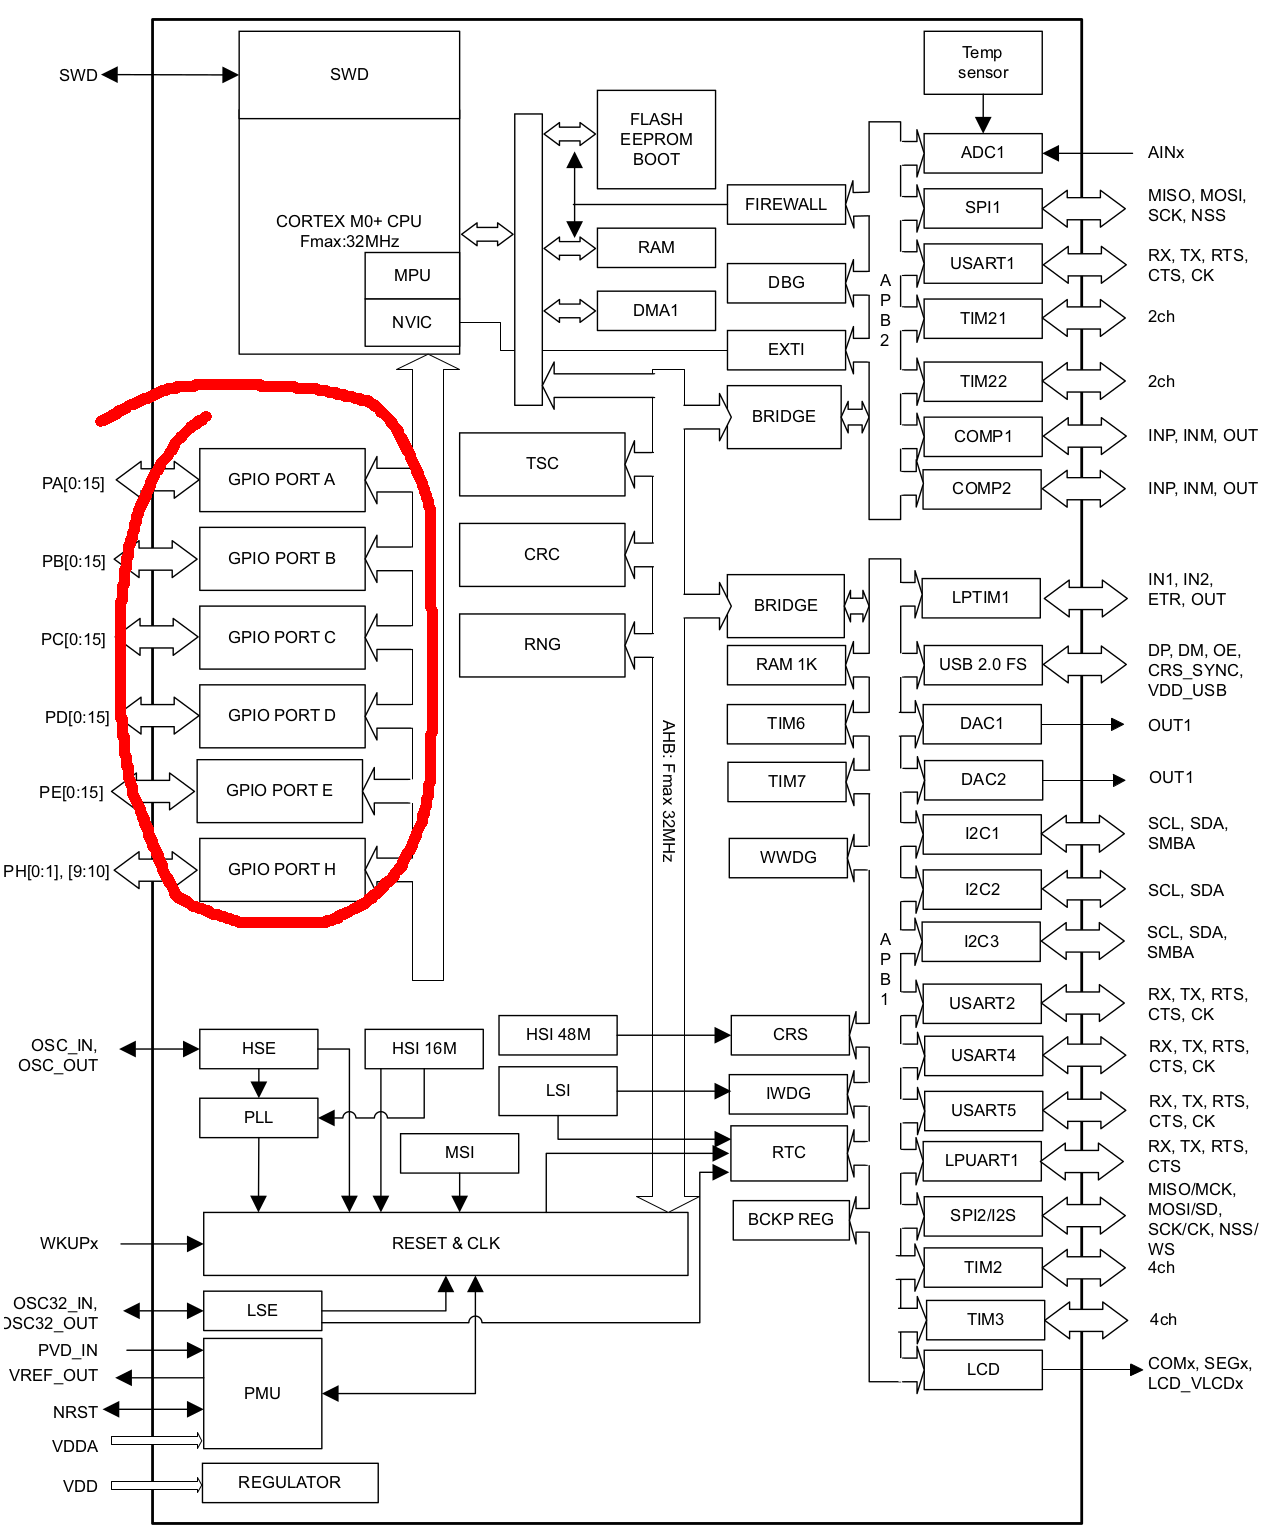 SWD
SWD
CORTEX M0+ CPU
Fmax:32MHz
MPU
NVIC
FLASH
EEPROM
BOOT
RAM
DMA1
FIREWALL
DBG
EXTI
BRIDGE
APB2
Temp
sensor
ADC1
AINx
SPI1
MISO, MOSI,
SCK, NSS
USART1
RX, TX, RTS,
CTS, CK
TIM21
2ch
TIM22
2ch
COMP1
INP, INM, OUT
COMP2
INP, INM, OUT
PA[0:15]
GPIO PORT A
PB[0:15]
GPIO PORT B
PC[0:15]
GPIO PORT C
PD[0:15]
GPIO PORT D
PE[0:15]
GPIO PORT E
PH[0:1], [9:10]
GPIO PORT H
TSC
CRC
RNG
AHB: Fmax 32MHz
BRIDGE
RAM 1K
TIM6
TIM7
WWDG
APB1
LPTIM1
IN1, IN2,
ETR, OUT
USB 2.0 FS
DP, DM, OE,
CRS_SYNC,
VDD_USB
DAC1
OUT1
DAC2
OUT1
I2C1
SCL, SDA,
SMBA
I2C2
SCL, SDA
I2C3
SCL, SDA,
SMBA
USART2
RX, TX, RTS,
CTS, CK
USART4
RX, TX, RTS,
CTS, CK
USART5
RX, TX, RTS,
CTS, CK
LPUART1
RX, TX, RTS,
CTS
SPI2/I2S
MISO/MCK,
MOSI/SD,
SCK/CK, NSS/
WS
TIM2
4ch
TIM3
4ch
LCD
COMx, SEGx,
LCD_VLCDx
OSC_IN,
OSC_OUT
HSE
HSI 16M
HSI 48M
CRS
LSI
IWDG
PLL
MSI
RTC
BCKP REG
WKUPx
RESET & CLK
OSC32_IN,
OSC32_OUT
LSE
PVD_IN
VREF_OUT
PMU
NRST
VDDA
VDD
REGULATOR